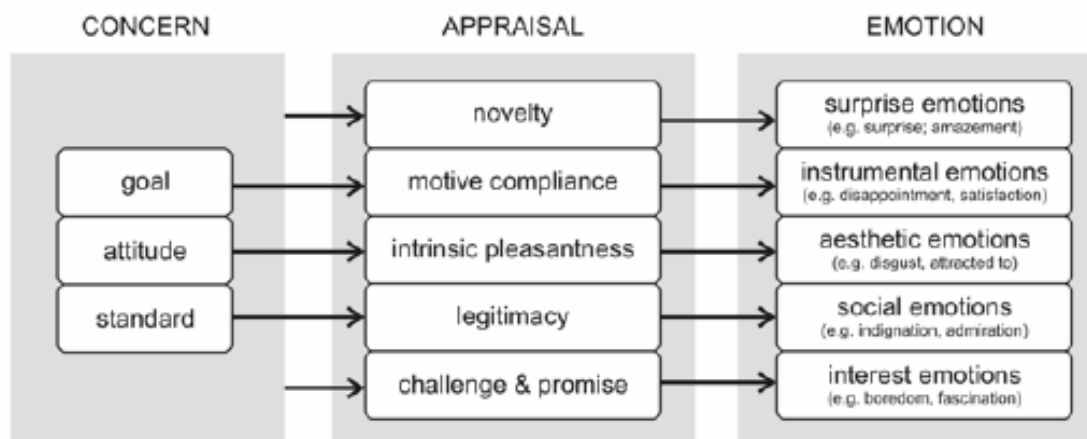 CONCERN
APPRAISAL
EMOTION
novelty
surprise emotions
(e.g. surprise; amazement)
goal
motive compliance
instrumental emotions
(e.g. disappointment, satisfaction)
attitude
intrinsic pleasantness
aesthetic emotions
(e.g. disgust, attracted to)
standard
legitimacy
social emotions
(e.g. indignation, admiration)
challenge & promise
interest emotions
(e.g. boredom, fascination)